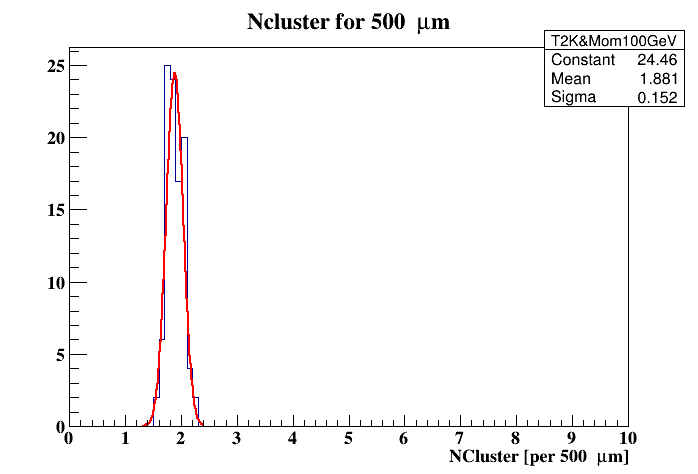 Ncluster for 500 μm
T2K&Mom100GeV
Constant 24.46
Mean 1.881
Sigma 0.152
25
20
15
10
5
0
0 1 2 3 4 5 6 7 8 9 10
NCluster [per 500 μm]